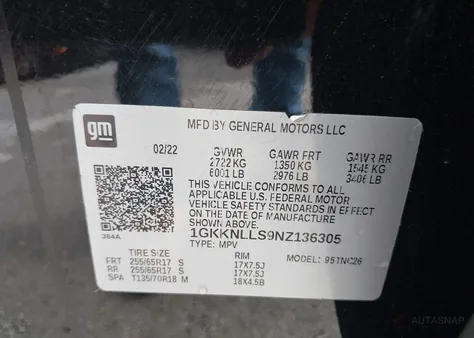 gm
MFD BY GENERAL MOTORS LLC
02/22 GVWR GAWR FRT GAWR RR
2722 KG 1350 KG 1545 KG
6001 LB 2976 LB 3406 LB
THIS VEHICLE CONFORMS TO ALL
APPLICABLE U.S. FEDERAL MOTOR
VEHICLE SAFETY STANDARDS IN EFFECT
ON THE DATE OF MANUFACTURE
SHOWN ABOVE.
384A
1GKKNLLS9NZ136305
TYPE: MPV
TIRE SIZE RIM MODEL: 95TNC26
FRT 255/65R17 S 17X7.5J
RR 255/65R17 S 17X7.5J
SPA T135/70R18 M 18X4.5B
AUTASNAP